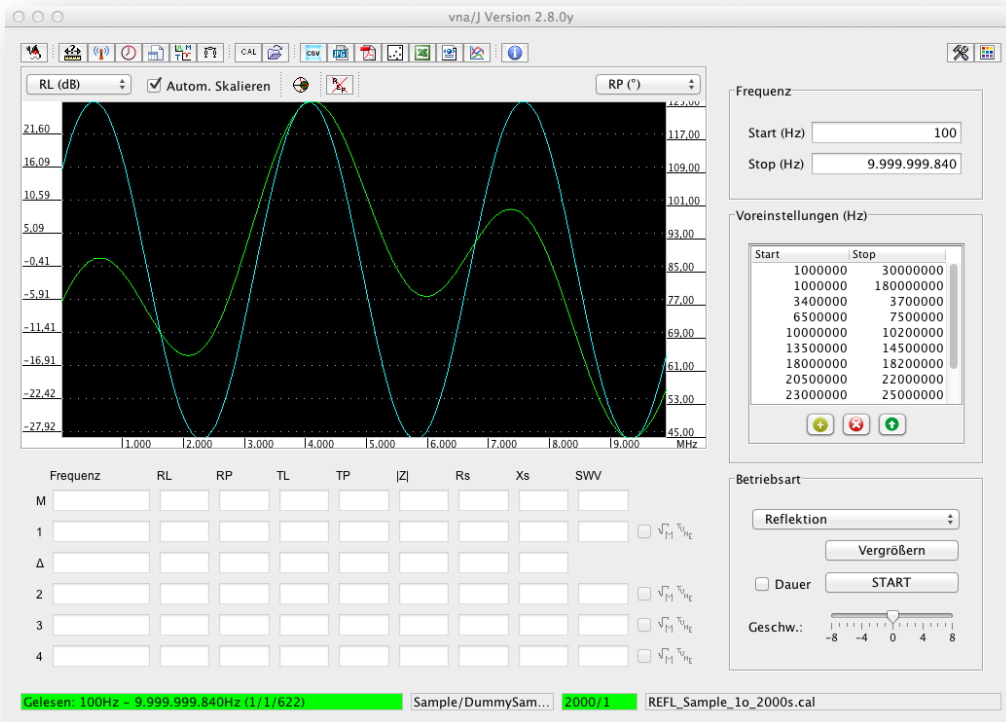 vna/J Version 2.8.0y
CAL CSV JPG PDF
RL (dB) Autom. Skalieren RP (°)
21,60
16,09
10,59
5,09
-0,41
-5,91
-11,41
-16,91
-22,42
-27,92
125,00
117,00
109,00
101,00
93,00
85,00
77,00
69,00
61,00
53,00
45,00
1.000 2.000 3.000 4.000 5.000 6.000 7.000 8.000 9.000 MHz
Frequenz RL RP TL TP |Z| Rs Xs SWV
M
1 √M TUNE
Δ
2 √M TUNE
3 √M TUNE
4 √M TUNE
Frequenz
Start (Hz) 100
Stop (Hz) 9.999.999.840
Voreinstellungen (Hz)
Start Stop
1000000 30000000
1000000 180000000
3400000 3700000
6500000 7500000
10000000 10200000
13500000 14500000
18000000 18200000
20500000 22000000
23000000 25000000
Betriebsart
Reflektion
Vergrößern
Dauer START
Geschw.:
-8 -4 0 4 8
Gelesen: 100Hz - 9.999.999.840Hz (1/1/622) Sample/DummySam... 2000/1 REFL_Sample_1o_2000s.cal